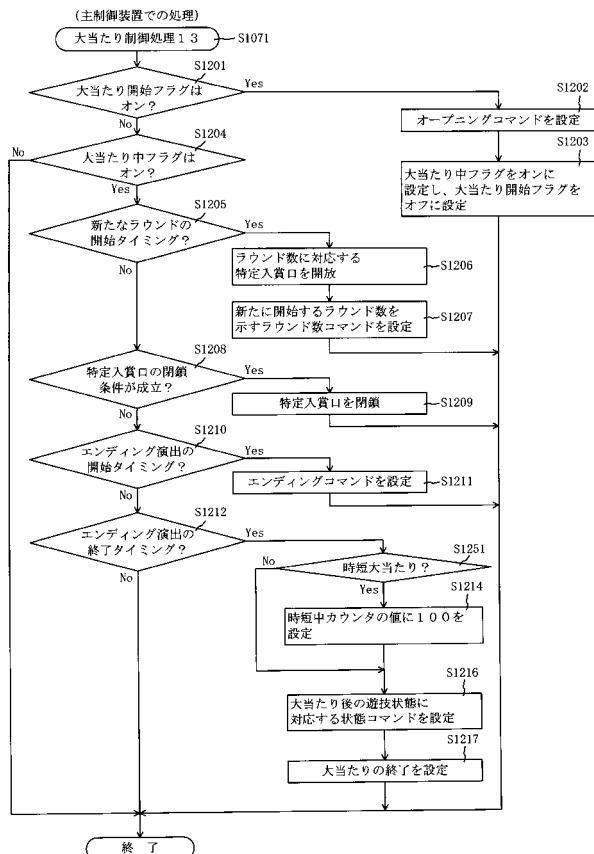 (主制御装置での処理)
大当たり制御処理13
S1071
S1201
大当たり開始フラグは
オン?
Yes
No
S1202
オープニングコマンドを設定
S1203
大当たり中フラグをオンに
設定し、大当たり開始フラグを
オフに設定
S1204
大当たり中フラグは
オン?
No
Yes
S1205
新たなラウンドの
開始タイミング?
Yes
No
ラウンド数に対応する
特定入賞口を開放
S1206
新たに開始するラウンド数を
示すラウンド数コマンドを設定
S1207
S1208
特定入賞口の閉鎖
条件が成立?
Yes
No
特定入賞口を閉鎖
S1209
S1210
エンディング演出の
開始タイミング?
Yes
No
エンディングコマンドを設定
S1211
S1212
エンディング演出の
終了タイミング?
Yes
No
S1251
時短大当たり?
No
Yes
S1214
時短中カウンタの値に100を
設定
S1216
大当たり後の遊技状態に
対応する状態コマンドを設定
S1217
大当たりの終了を設定
終 了